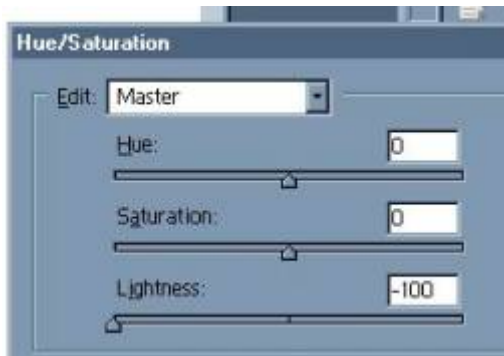 Hue/Saturation
Edit: Master
Hue: 0
Saturation: 0
Lightness: -100